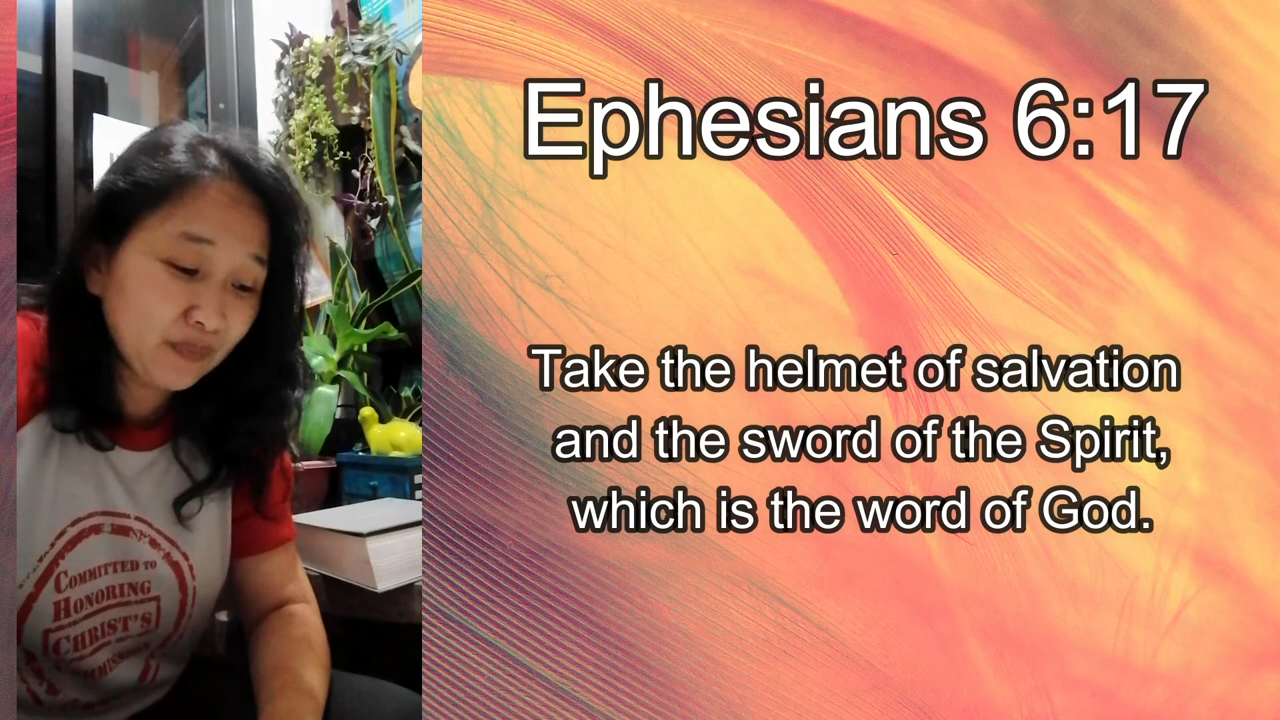 Ephesians 6:17
Take the helmet of salvation
and the sword of the Spirit,
which is the word of God.
COMMITTED TO
HONORING
CHRIST'S